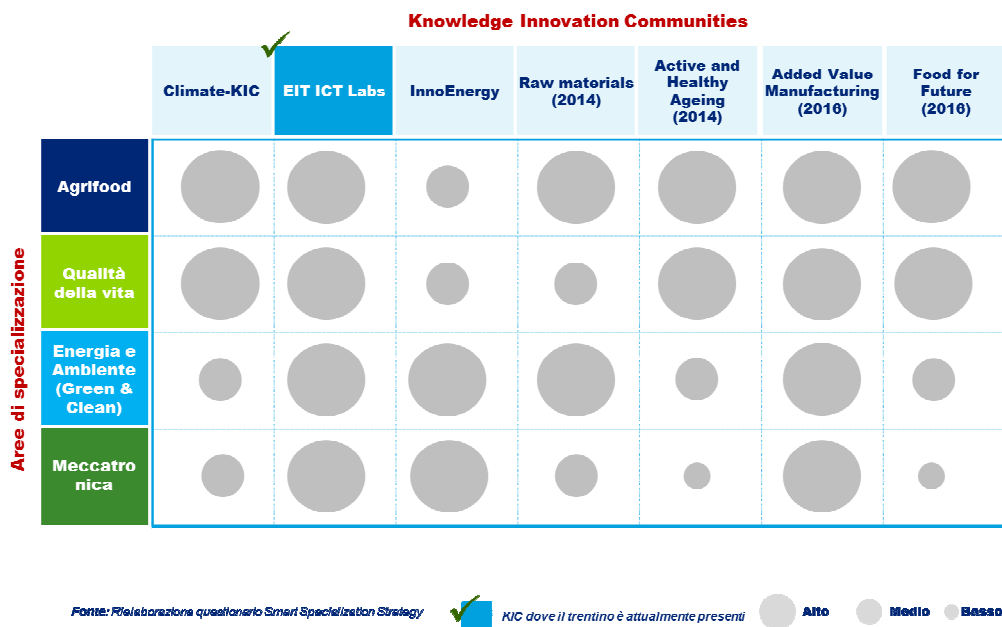 Knowledge Innovation Communities
Climate-KIC
EIT ICT Labs
InnoEnergy
Raw materials
(2014)
Active and
Healthy
Ageing
(2014)
Added Value
Manufacturing
(2016)
Food for
Future
(2016)
Aree di specializzazione
Agrifood
Qualità
della vita
Energia e
Ambiente
(Green &
Clean)
Meccatro
nica
Fonte: Rielaborazione questionario Smart Specialization Strategy
KIC dove il trentino è attualmente presenti
Alto
Medio
Basso